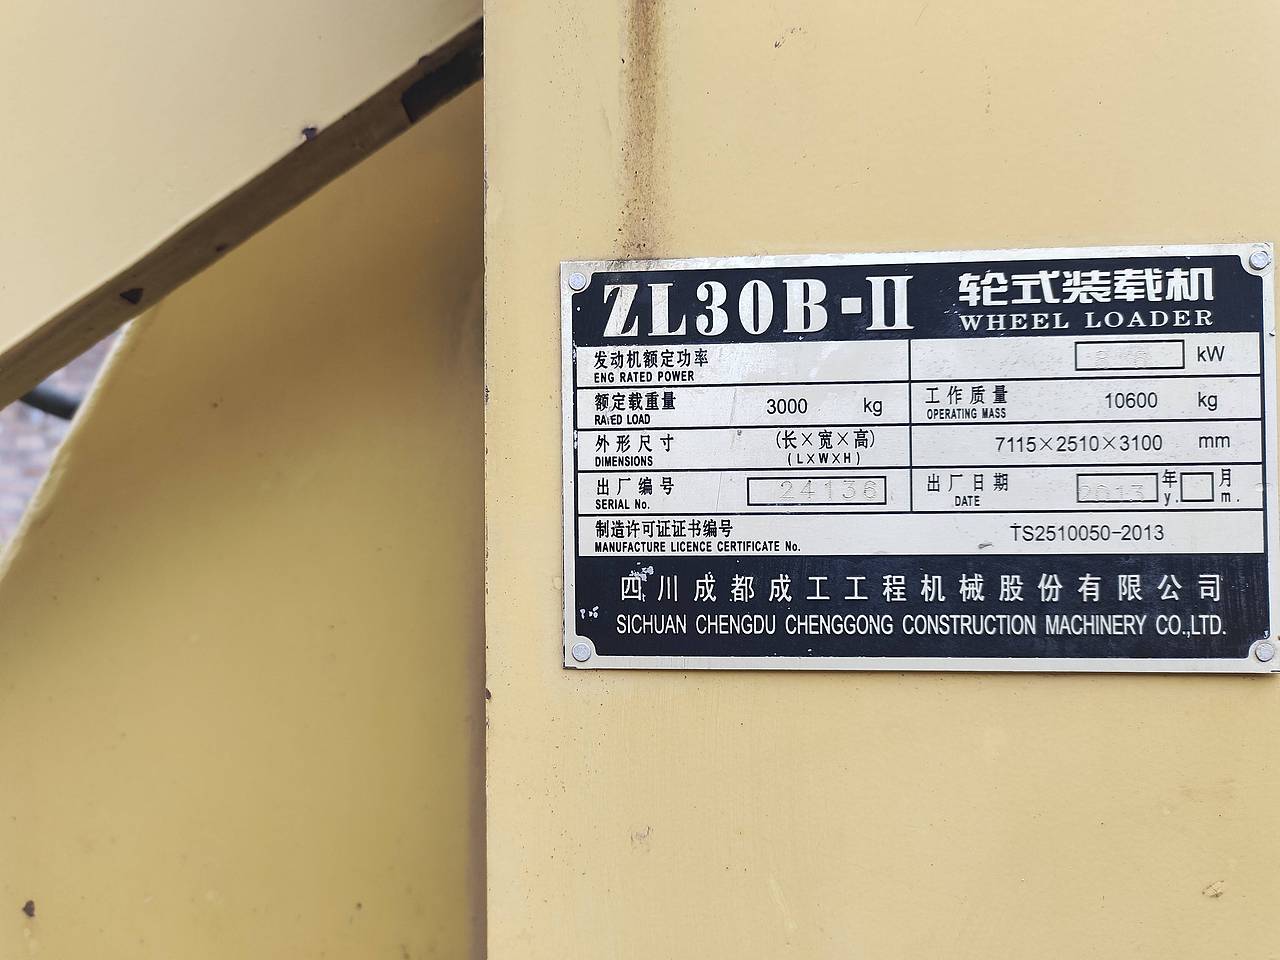 ZL30B-II 轮式装载机
WHEEL LOADER
发动机额定功率 kW
ENG RATED POWER
额定载重量 3000 kg 工作质量 10600 kg
RATED LOAD OPERATING MASS
外形尺寸 (长×宽×高) 7115×2510×3100 mm
DIMENSIONS (L×W×H)
出厂编号 24136 出厂日期 2013 年 月
SERIAL No. DATE y. m.
制造许可证证书编号 TS2510050-2013
MANUFACTURE LICENCE CERTIFICATE No.
四川成都成工工程机械股份有限公司
SICHUAN CHENGDU CHENGGONG CONSTRUCTION MACHINERY CO.,LTD.